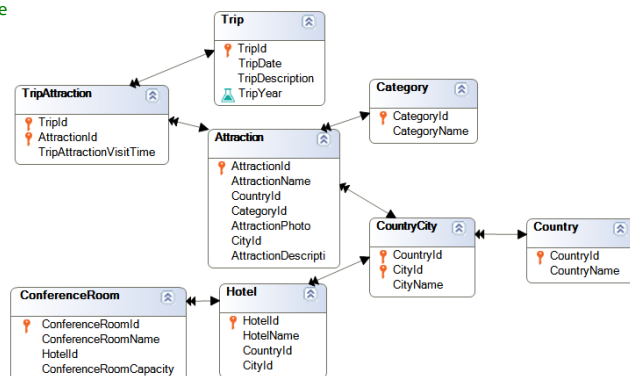 e
Trip
TripId
TripDate
TripDescription
TripYear
TripAttraction
TripId
AttractionId
TripAttractionVisitTime
Category
CategoryId
CategoryName
Attraction
AttractionId
AttractionName
CountryId
CategoryId
AttractionPhoto
CityId
AttractionDescripti
CountryCity
CountryId
CityId
CityName
Country
CountryId
CountryName
ConferenceRoom
ConferenceRoomId
ConferenceRoomName
HotelId
ConferenceRoomCapacity
Hotel
HotelId
HotelName
CountryId
CityId